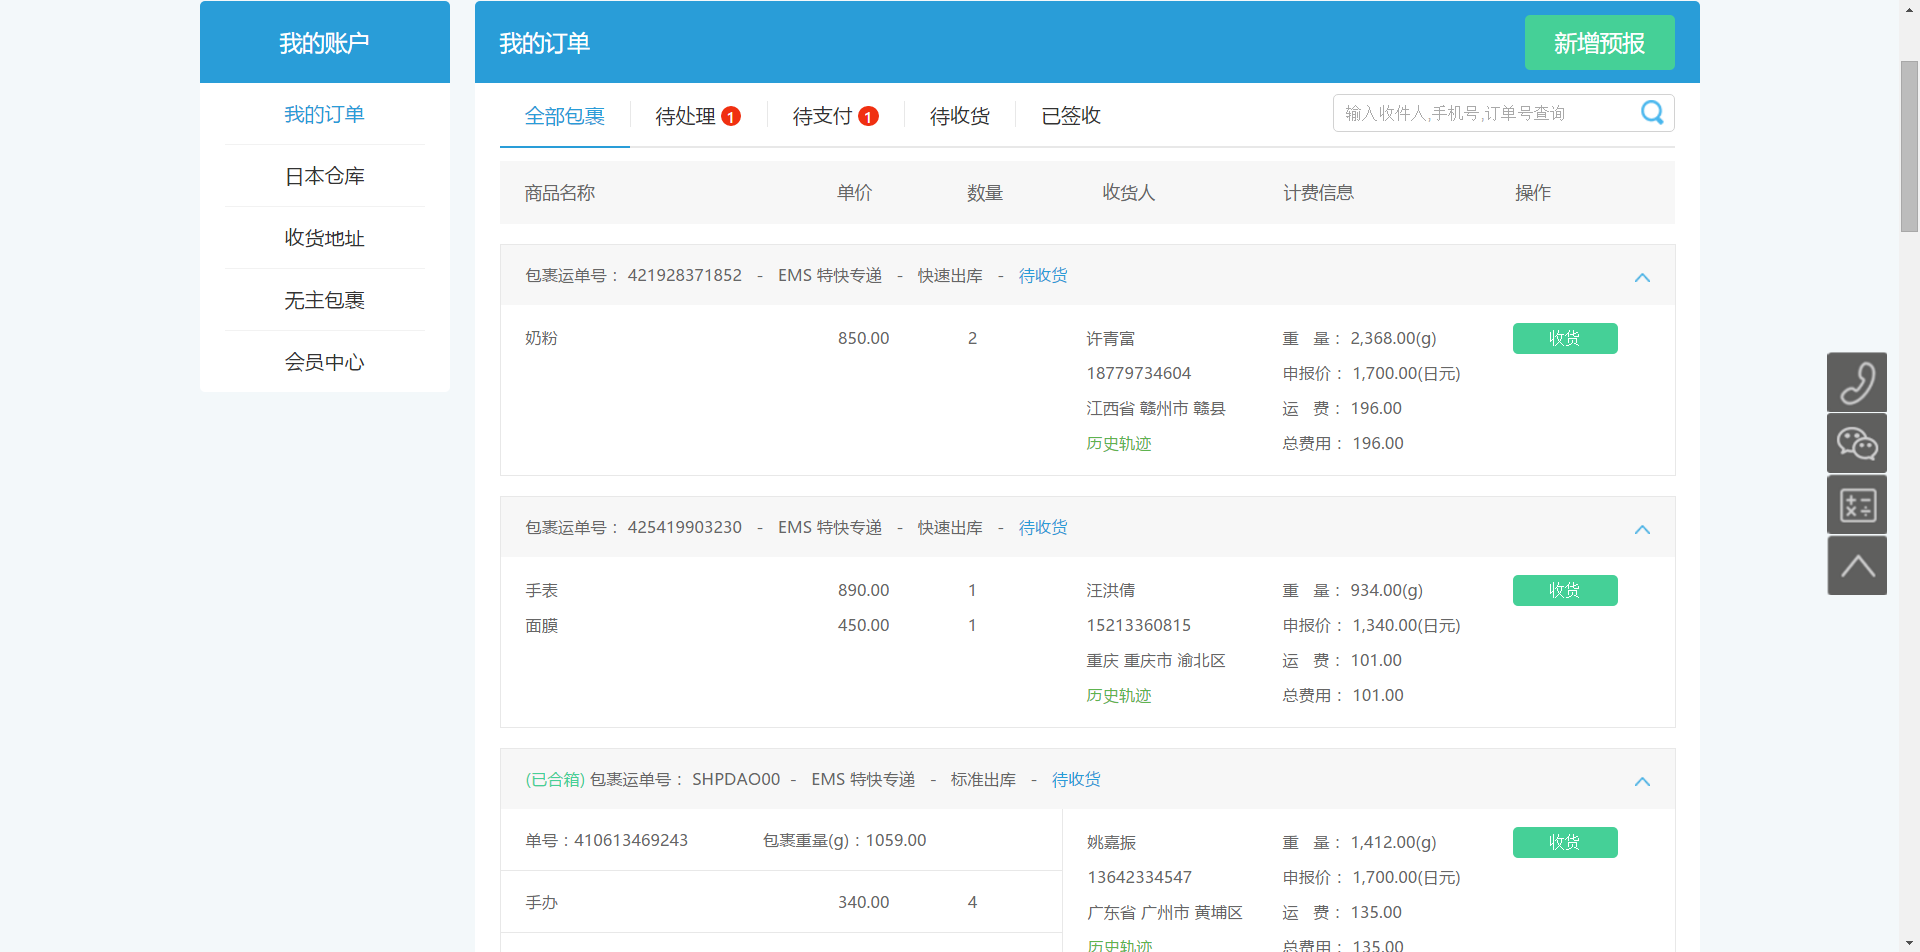 我的账户
我的订单
日本仓库
收货地址
无主包裹
会员中心
我的订单
新增预报
全部包裹 待处理 1 待支付 1 待收货 已签收
输入收件人,手机号,订单号查询
商品名称 单价 数量 收货人 计费信息 操作
包裹运单号： 421928371852 - EMS 特快专递 - 快速出库 - 待收货
奶粉 850.00 2 许青富 重 量： 2,368.00(g) 收货
18779734604 申报价： 1,700.00(日元)
江西省 赣州市 赣县 运 费： 196.00
历史轨迹 总费用： 196.00
包裹运单号： 425419903230 - EMS 特快专递 - 快速出库 - 待收货
手表 890.00 1 汪洪倩 重 量： 934.00(g) 收货
面膜 450.00 1 15213360815 申报价： 1,340.00(日元)
重庆 重庆市 渝北区 运 费： 101.00
历史轨迹 总费用： 101.00
(已合箱) 包裹运单号： SHPDAO00 - EMS 特快专递 - 标准出库 - 待收货
单号：410613469243 包裹重量(g)：1059.00 姚嘉振 重 量： 1,412.00(g) 收货
13642334547 申报价： 1,700.00(日元)
手办 340.00 4 广东省 广州市 黄埔区 运 费： 135.00
历史轨迹 总费用： 135.00